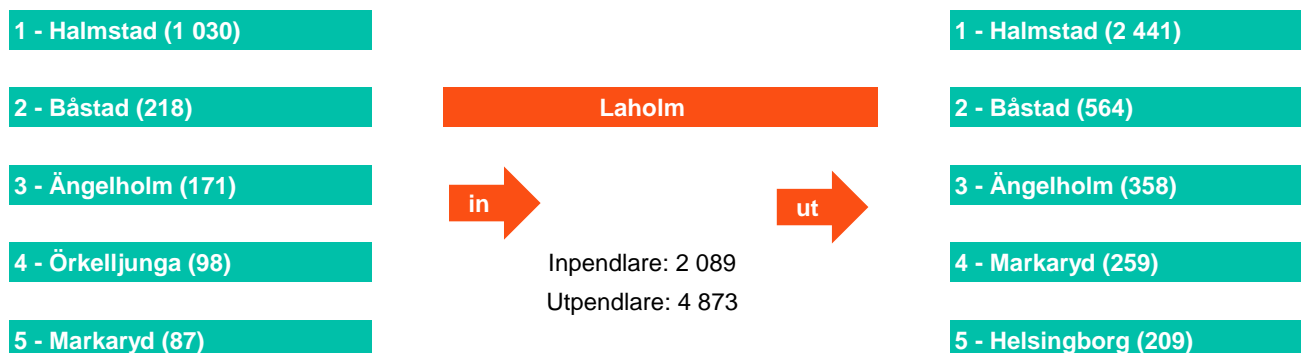 1 - Halmstad (1 030)
2 - Båstad (218)
3 - Ängelholm (171)
4 - Örkelljunga (98)
5 - Markaryd (87)
Laholm
in
ut
Inpendlare: 2 089
Utpendlare: 4 873
1 - Halmstad (2 441)
2 - Båstad (564)
3 - Ängelholm (358)
4 - Markaryd (259)
5 - Helsingborg (209)